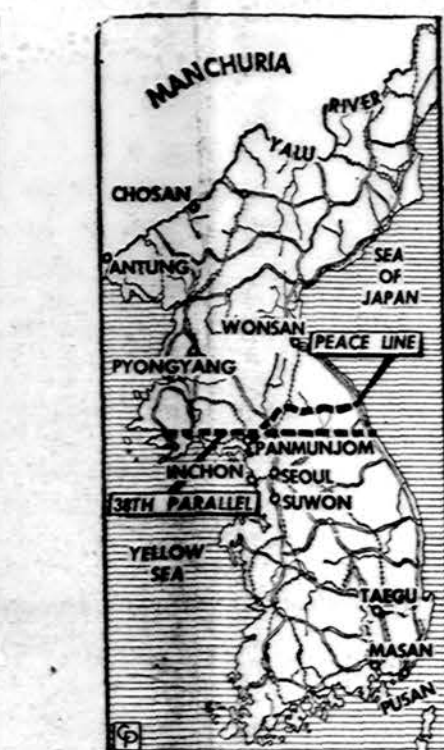 MANCHURIA
YALU RIVER
CHOSAN
ANTUNG
SEA
OF
JAPAN
WONSAN
PEACE LINE
PYONGYANG
PANMUNJOM
INCHON
SEOUL
38TH PARALLEL
SUWON
YELLOW
SEA
TAEGU
MASAN
PUSAN
CP